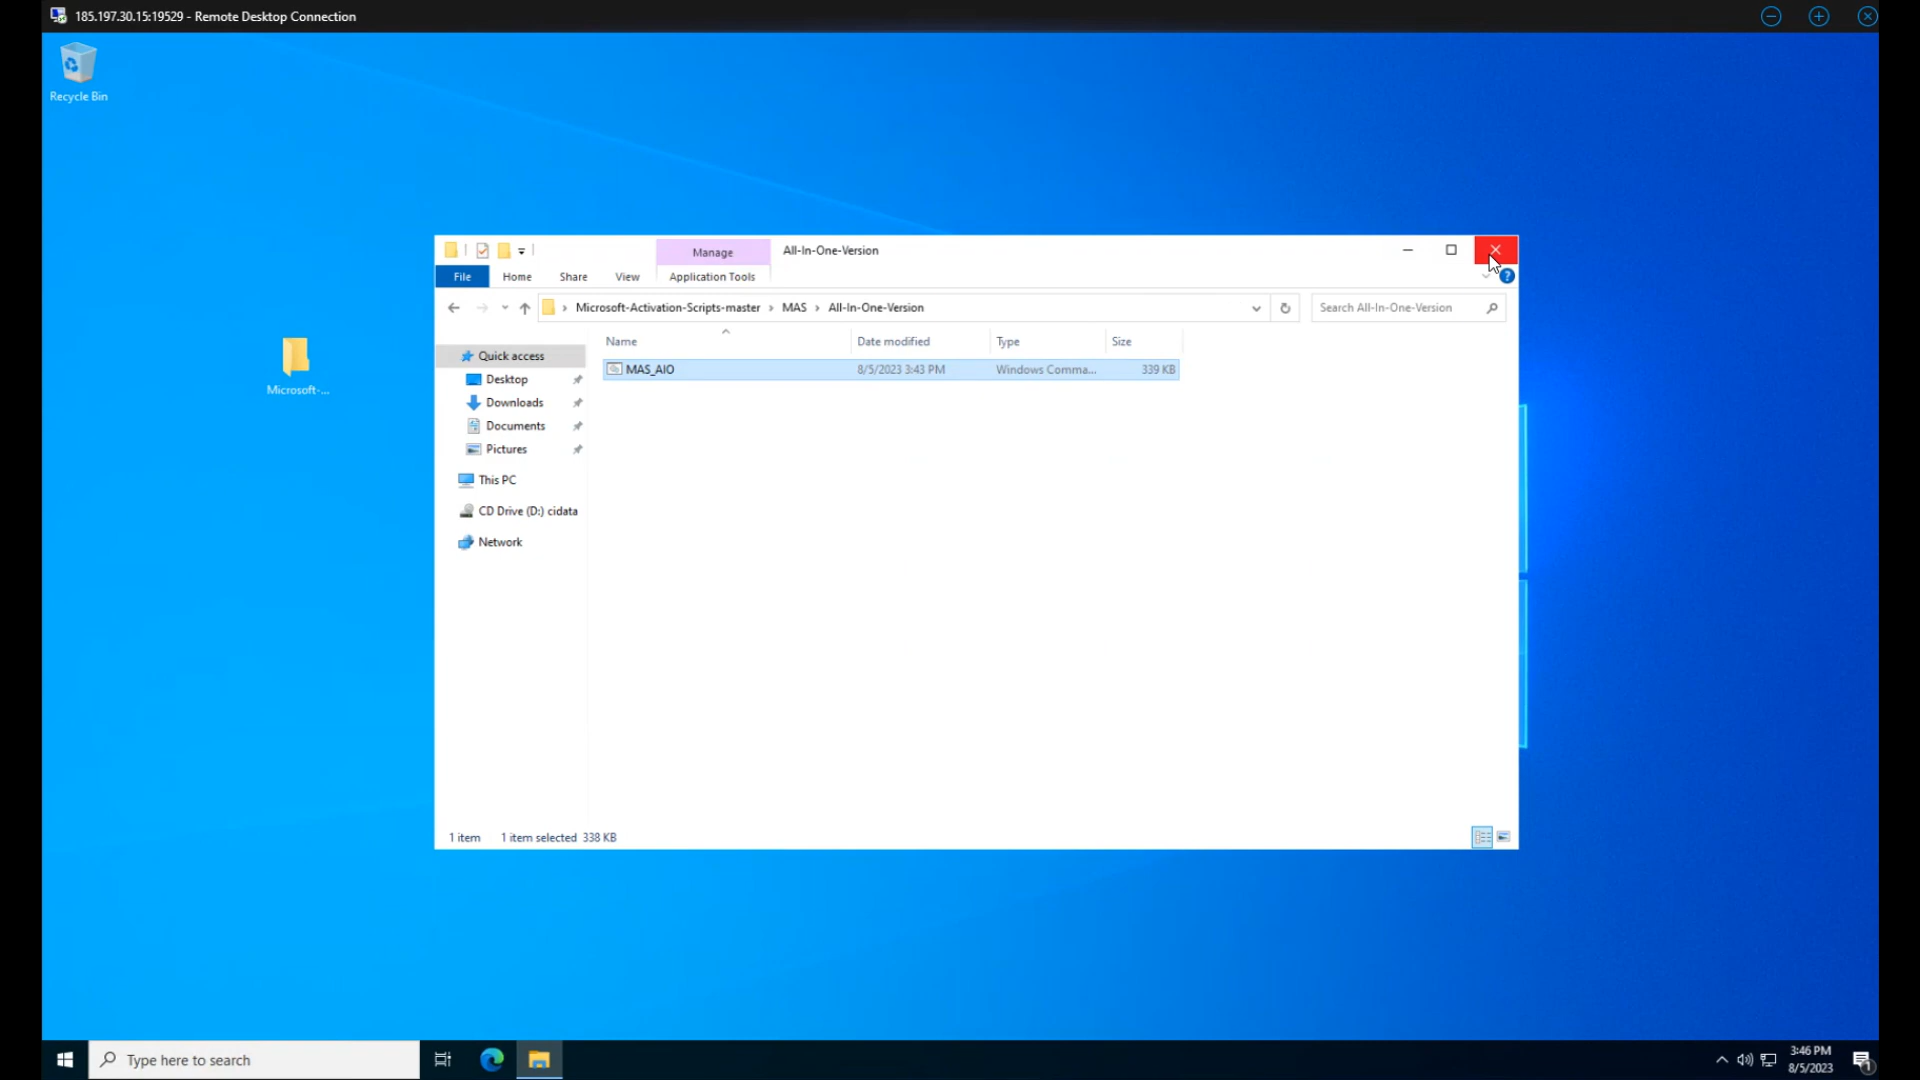 185.197.30.15:19529 - Remote Desktop Connection
Recycle Bin
Manage
All-In-One-Version
File
Home
Share
View
Application Tools
Microsoft-Activation-Scripts-master > MAS > All-In-One-Version
Search All-In-One-Version
Name
Date modified
Type
Size
Quick access
MAS_AIO
8/5/2023 3:43 PM
Windows Comma...
339 KB
Desktop
Microsoft-...
Downloads
Documents
Pictures
This PC
CD Drive (D:) cidata
Network
1 item
1 item selected 338 KB
Type here to search
3:46 PM
8/5/2023
1